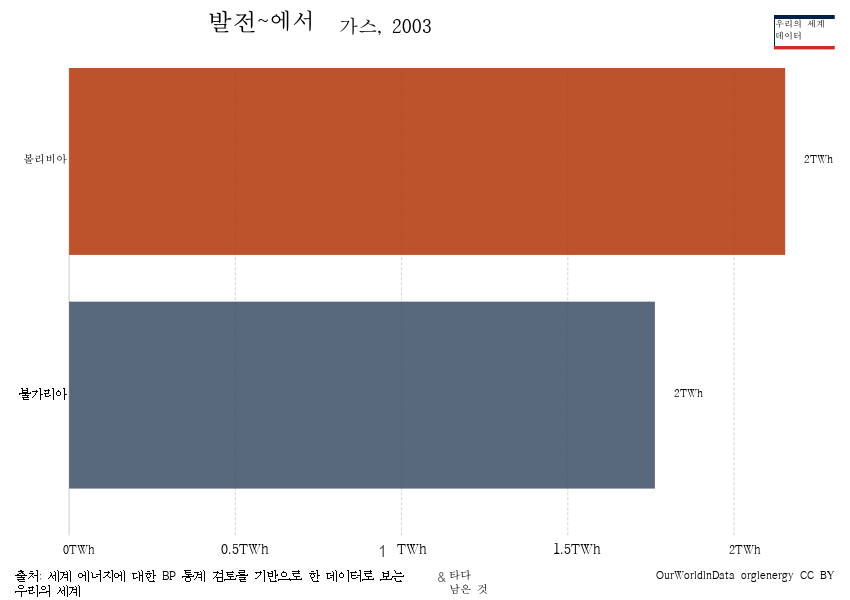 발전~에서 가스, 2003
우리의 세계
데이터
볼리비아
2TWh
불가리아
2TWh
0TWh 0.5TWh 1 TWh 1.5TWh 2TWh
출처: 세계 에너지에 대한 BP 통계 검토를 기반으로 한 데이터로 보는
우리의 세계
& 타다
남은 것
OurWorldinData orglenergy CC BY